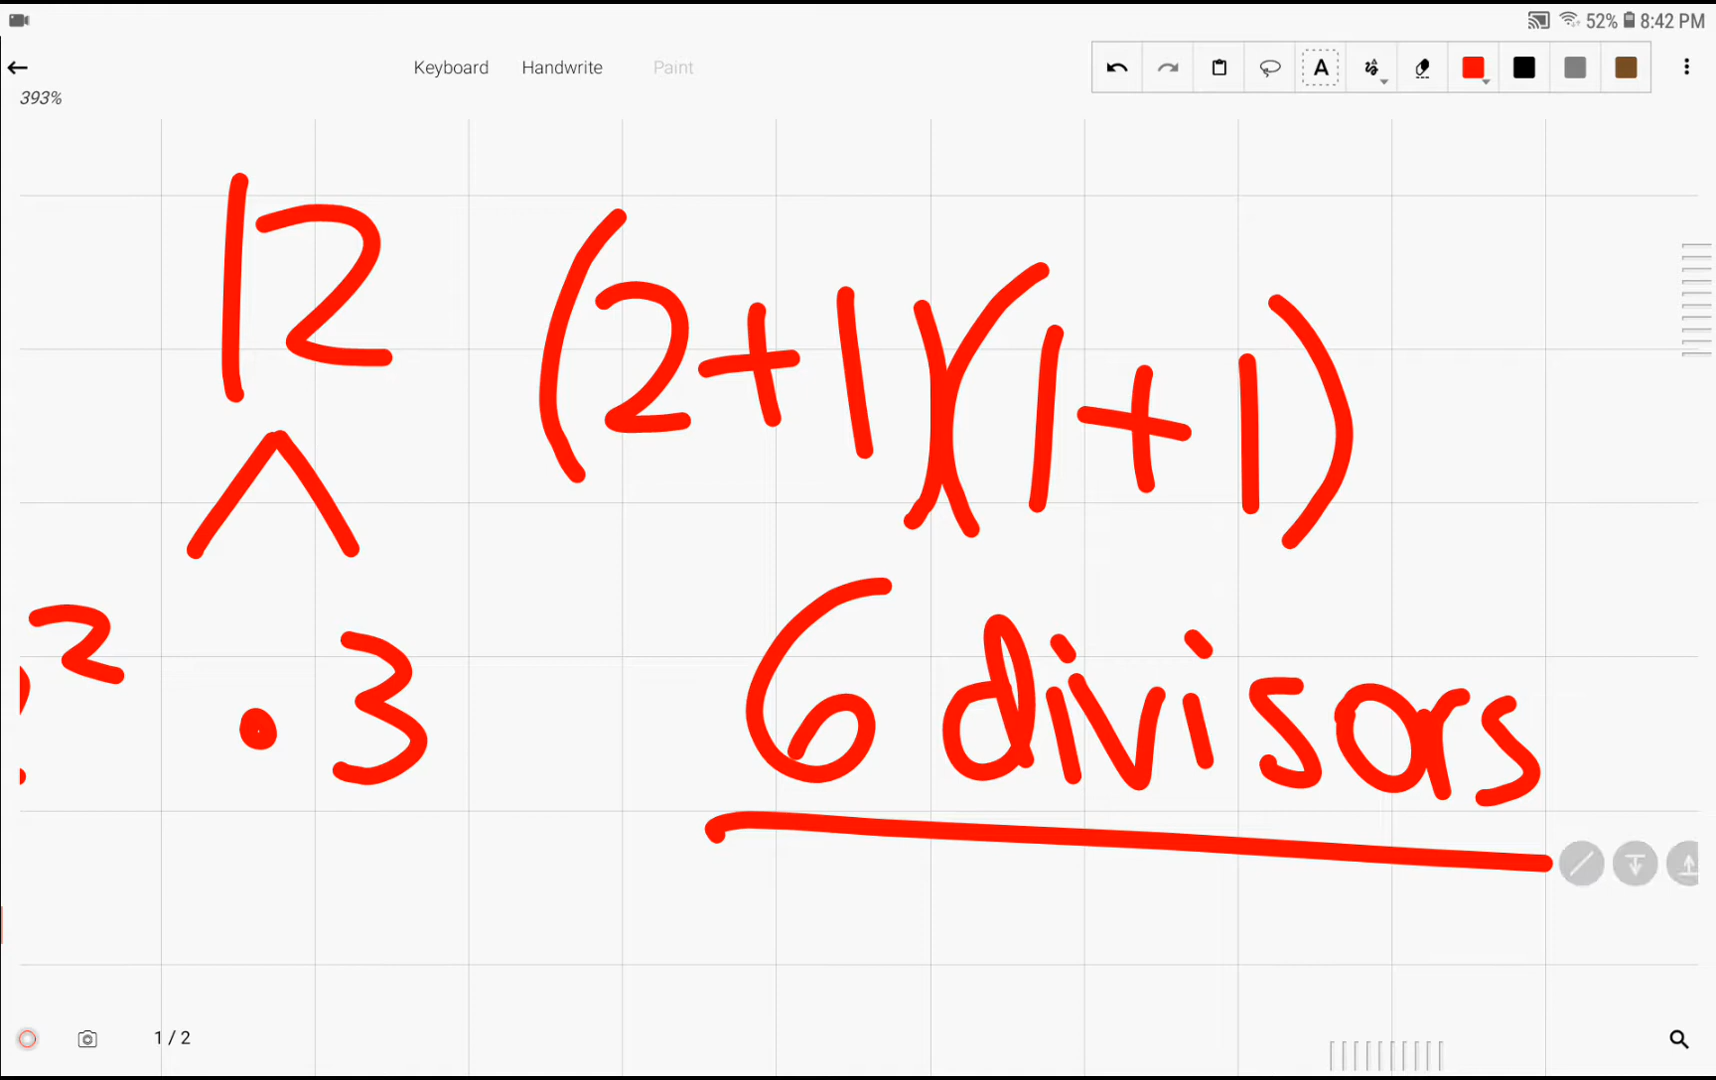 52% 8:42 PM
Keyboard Handwrite Paint A
393%
12 (2+1)(1+1)
2 · 3
6 divisors
1 / 2